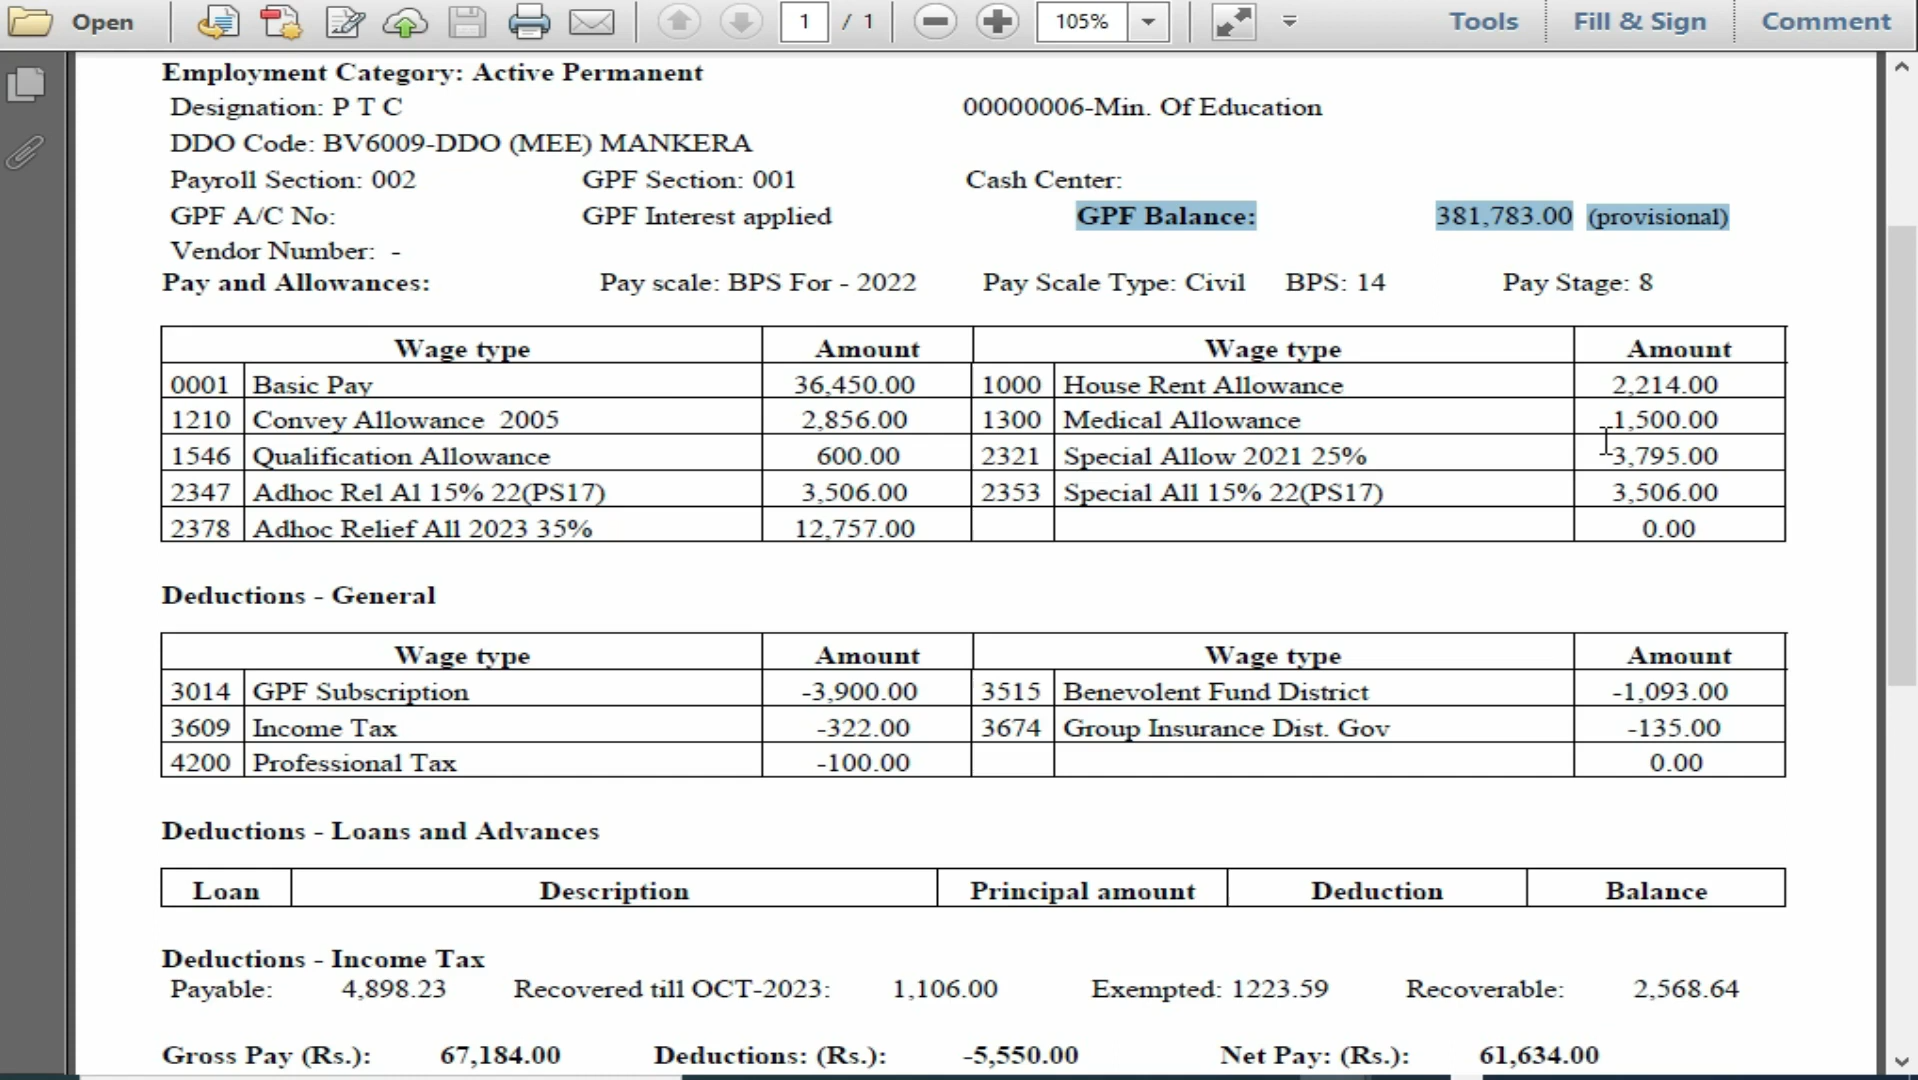 Open 1 / 1 105% Tools Fill & Sign Comment
Employment Category: Active Permanent
Designation: P T C 00000006-Min. Of Education
DDO Code: BV6009-DDO (MEE) MANKERA
Payroll Section: 002 GPF Section: 001 Cash Center:
GPF A/C No: GPF Interest applied GPF Balance: 381,783.00 (provisional)
Vendor Number: -
Pay and Allowances: Pay scale: BPS For - 2022 Pay Scale Type: Civil BPS: 14 Pay Stage: 8
Wage type Amount Wage type Amount
0001 Basic Pay 36,450.00 1000 House Rent Allowance 2,214.00
1210 Convey Allowance 2005 2,856.00 1300 Medical Allowance 1,500.00
1546 Qualification Allowance 600.00 2321 Special Allow 2021 25% 3,795.00
2347 Adhoc Rel Al 15% 22(PS17) 3,506.00 2353 Special All 15% 22(PS17) 3,506.00
2378 Adhoc Relief All 2023 35% 12,757.00 0.00
Deductions - General
Wage type Amount Wage type Amount
3014 GPF Subscription -3,900.00 3515 Benevolent Fund District -1,093.00
3609 Income Tax -322.00 3674 Group Insurance Dist. Gov -135.00
4200 Professional Tax -100.00 0.00
Deductions - Loans and Advances
Loan Description Principal amount Deduction Balance
Deductions - Income Tax
Payable: 4,898.23 Recovered till OCT-2023: 1,106.00 Exempted: 1223.59 Recoverable: 2,568.64
Gross Pay (Rs.): 67,184.00 Deductions: (Rs.): -5,550.00 Net Pay: (Rs.): 61,634.00